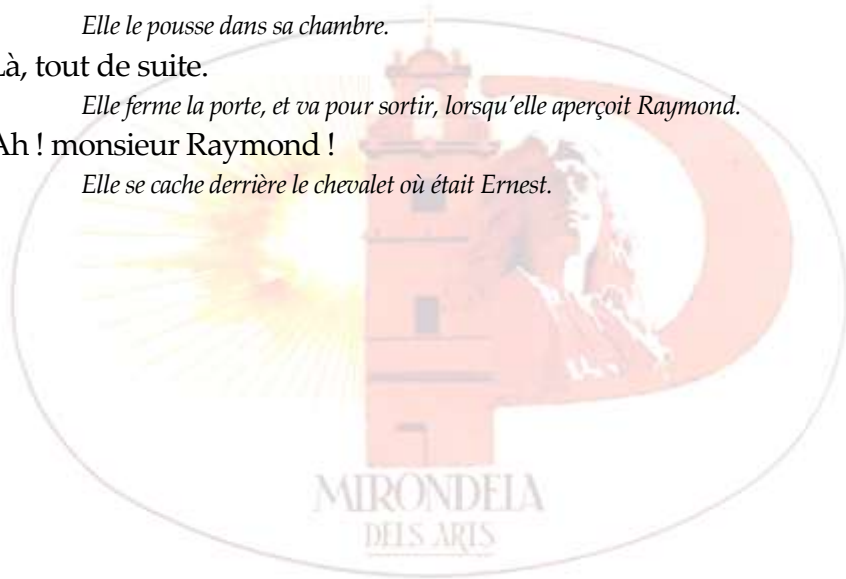 Elle le pousse dans sa chambre.
Là, tout de suite.
Elle ferme la porte, et va pour sortir, lorsqu'elle aperçoit Raymond.
Ah ! monsieur Raymond !
Elle se cache derrière le chevalet où était Ernest.
MIRONDELA
DELS ARTS